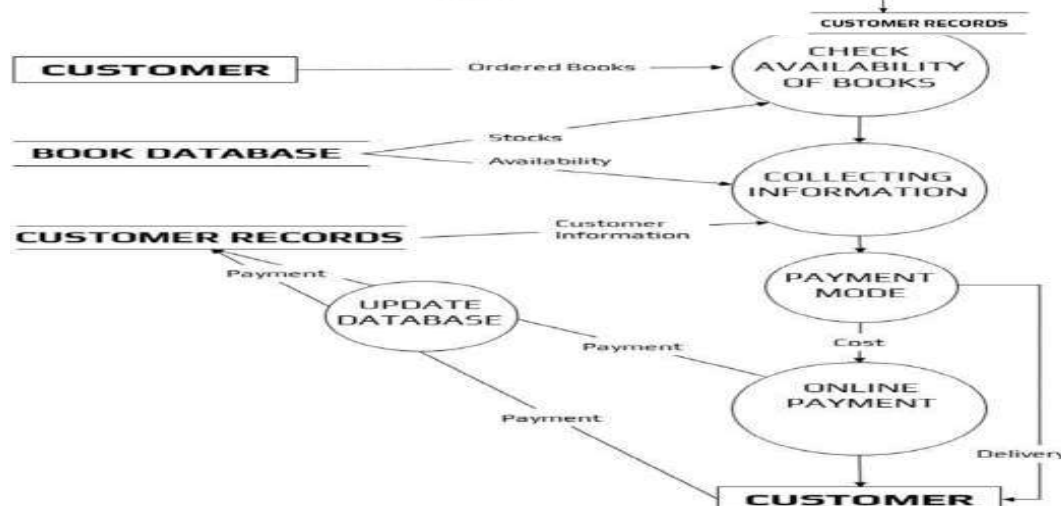 CUSTOMER RECORDS
CHECK
AVAILABILITY
OF BOOKS
CUSTOMER
Ordered Books
Stocks
BOOK DATABASE
Availability
COLLECTING
INFORMATION
Customer
Information
CUSTOMER RECORDS
Payment
PAYMENT
MODE
UPDATE
DATABASE
Cost
Payment
ONLINE
PAYMENT
Payment
Delivery
CUSTOMER